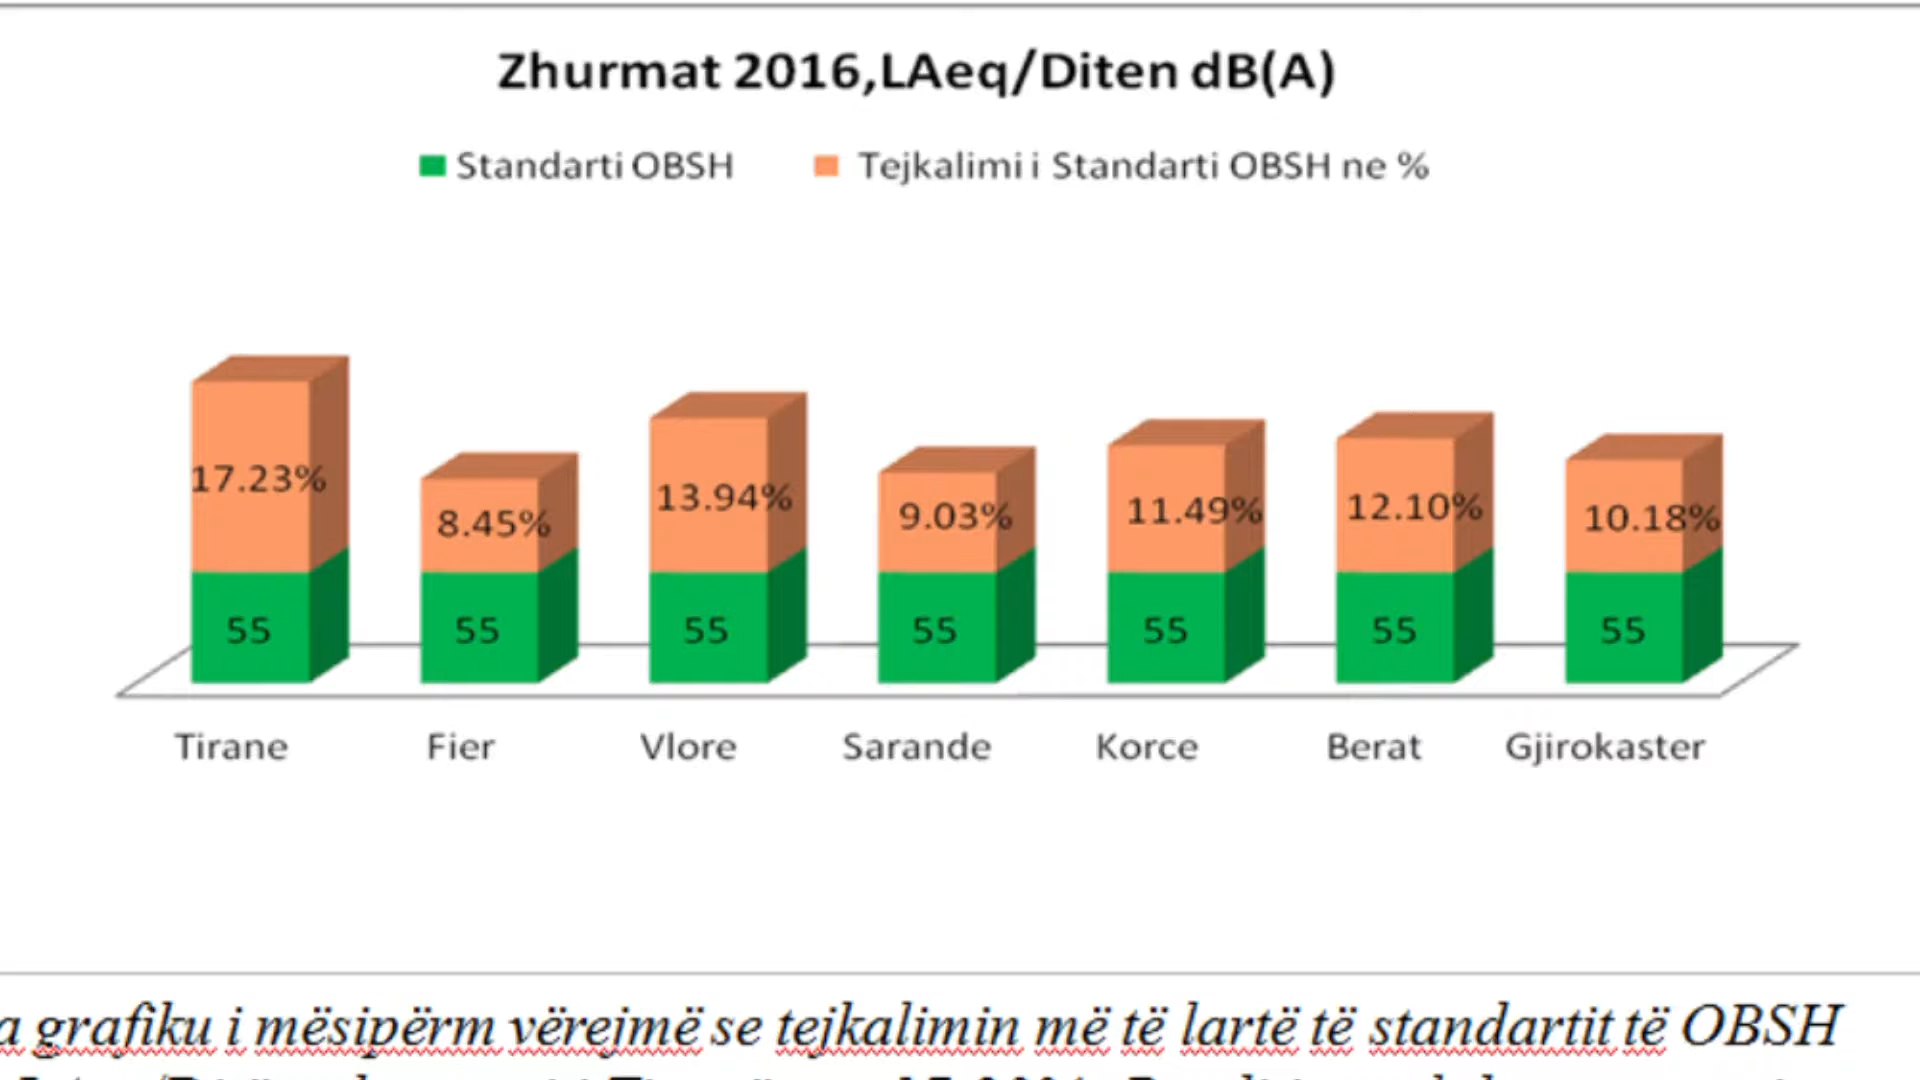 Zhurmat 2016,LAeq/Diten dB(A)
Standarti OBSH Tejkalimi i Standarti OBSH ne %
17.23% 8.45% 13.94% 9.03% 11.49% 12.10% 10.18%
55 55 55 55 55 55 55
Tirane Fier Vlore Sarande Korce Berat Gjirokaster
grafiku i mësipërm vërejmë se tejkalimin më të lartë të standartit të OBSH